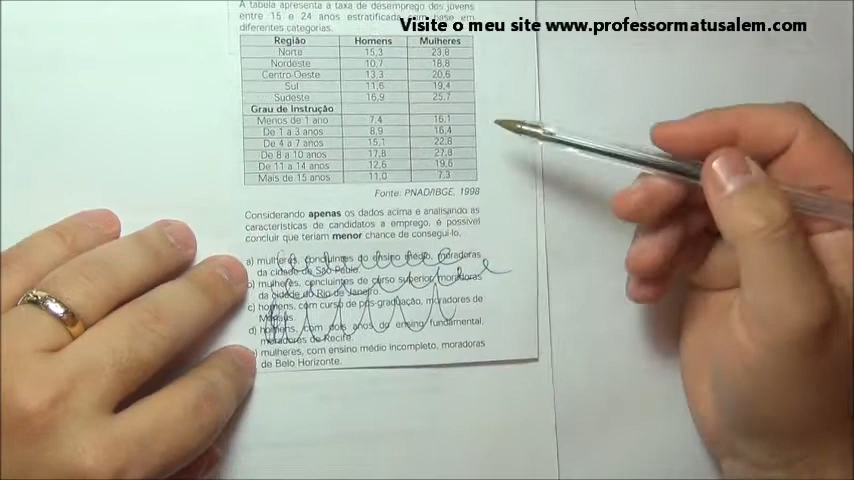 Visite o meu site www.professormatusalem.com
A tabela apresenta a taxa de desemprego dos jovens
entre 15 e 24 anos estratificada com base em
diferentes categorias.
Região Homens Mulheres
Norte 15,3 23,8
Nordeste 10,7 18,8
Centro-Oeste 13,3 20,6
Sul 11,6 19,4
Sudeste 16,9 25,7
Grau de Instrução
Menos de 1 ano 7,4 16,1
De 1 a 3 anos 8,9 16,4
De 4 a 7 anos 15,1 22,8
De 8 a 10 anos 17,8 27,8
De 11 a 14 anos 12,6 19,6
Mais de 15 anos 11,0 7,3
Fonte: PNAD/IBGE, 1998
Considerando apenas os dados acima e analisando as
características de candidatos a emprego, é possível
concluir que teriam menor chance de consegui-lo,
a) mulheres, concluintes do ensino médio, moradoras
da cidade de São Paulo.
b) mulheres, concluintes de curso superior, moradoras
da cidade do Rio de Janeiro.
c) homens, com curso de pós-graduação, moradores de
Manaus.
d) homens, com dois anos do ensino fundamental,
moradores de Recife.
mulheres, com ensino médio incompleto, moradoras
de Belo Horizonte.